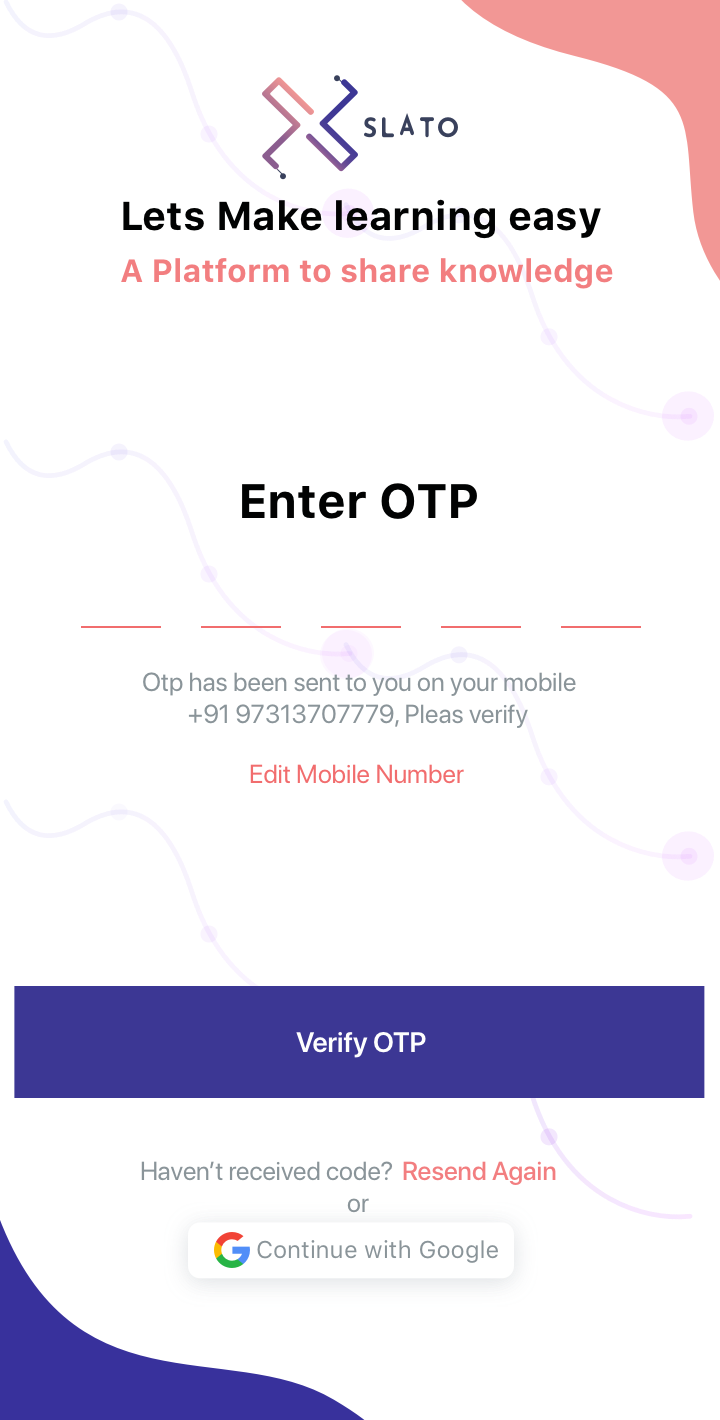 SLATO
Lets Make learning easy
A Platform to share knowledge
Enter OTP
Otp has been sent to you on your mobile
+91 97313707779, Pleas verify
Edit Mobile Number
Verify OTP
Haven’t received code? Resend Again
or
Continue with Google